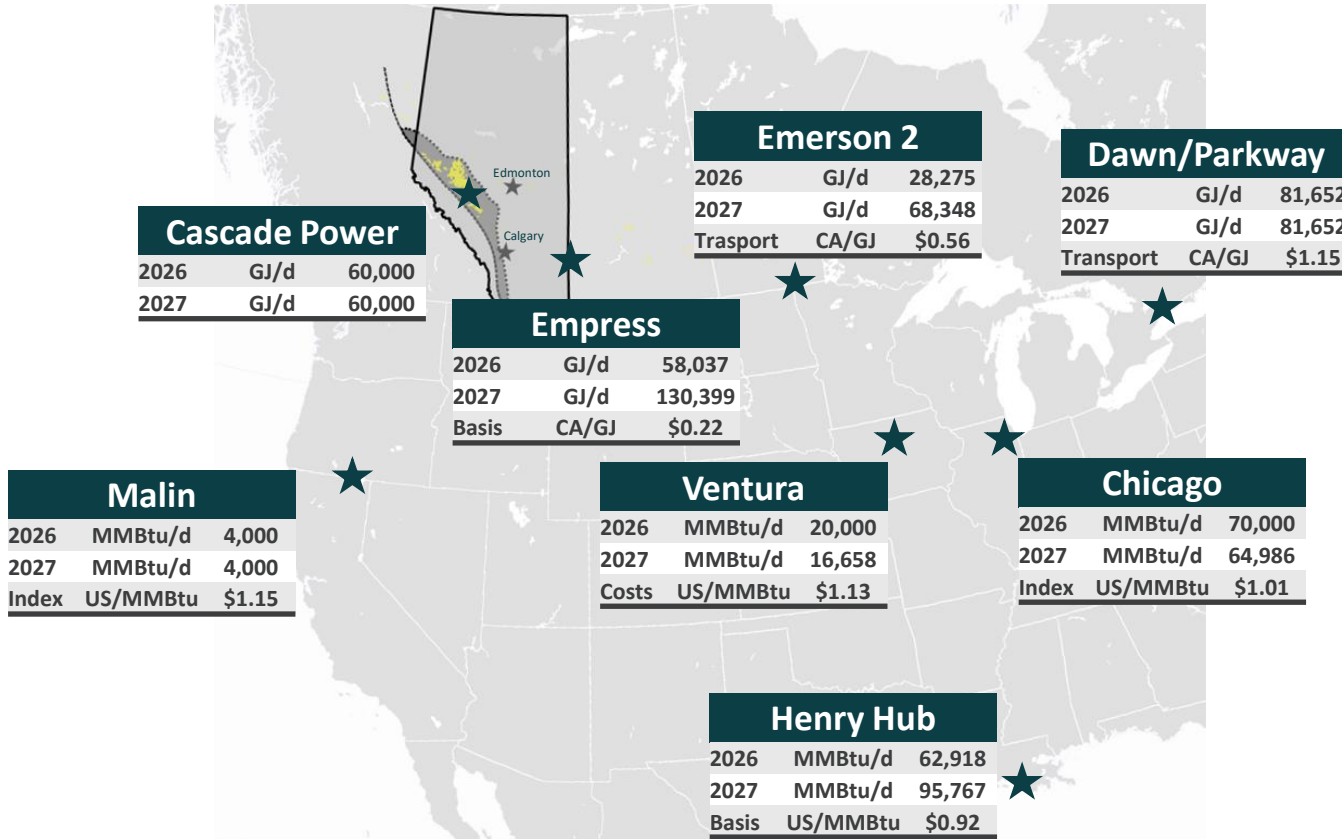 Edmonton
Calgary
Cascade Power
2026 GJ/d 60,000
2027 GJ/d 60,000
Emerson 2
2026 GJ/d 28,275
2027 GJ/d 68,348
Trasport CA/GJ $0.56
Dawn/Parkway
2026 GJ/d 81,652
2027 GJ/d 81,652
Transport CA/GJ $1.15
Empress
2026 GJ/d 58,037
2027 GJ/d 130,399
Basis CA/GJ $0.22
Malin
2026 MMBtu/d 4,000
2027 MMBtu/d 4,000
Index US/MMBtu $1.15
Ventura
2026 MMBtu/d 20,000
2027 MMBtu/d 16,658
Costs US/MMBtu $1.13
Chicago
2026 MMBtu/d 70,000
2027 MMBtu/d 64,986
Index US/MMBtu $1.01
Henry Hub
2026 MMBtu/d 62,918
2027 MMBtu/d 95,767
Basis US/MMBtu $0.92